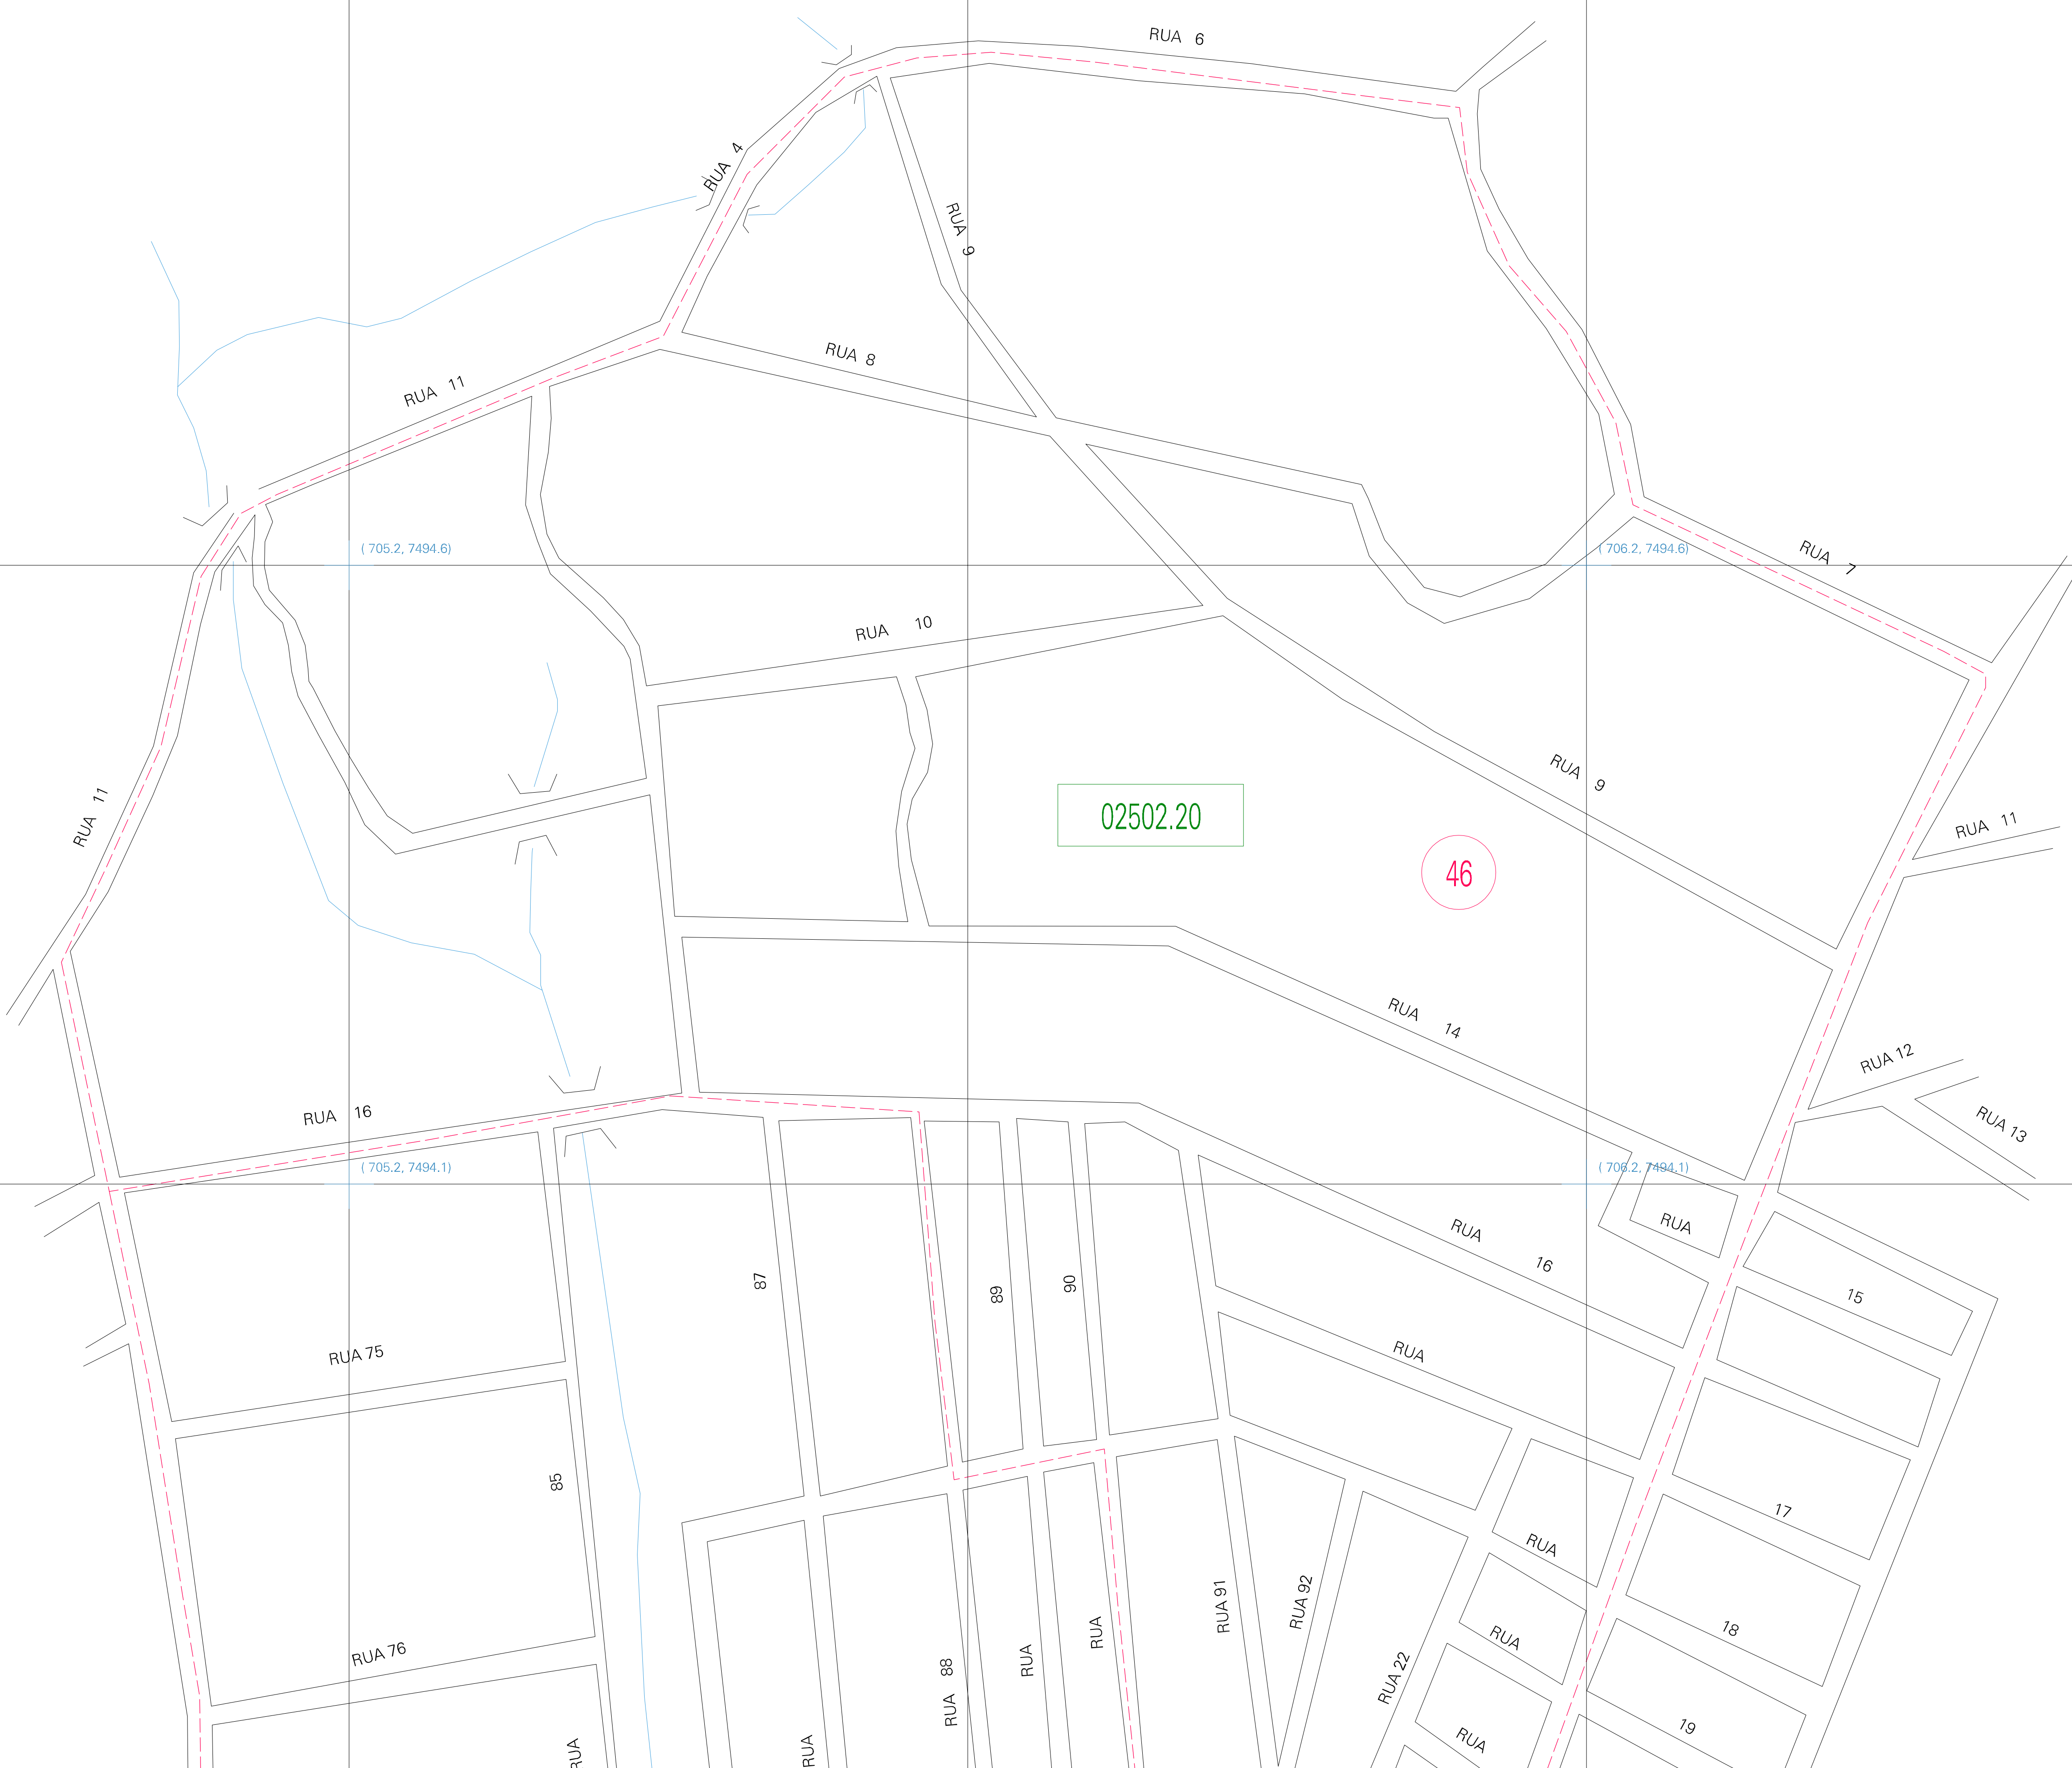 RUA 6
RUA 4
RUA 9
RUA 8
RUA 11
( 705.2, 7494.6)
( 706.2, 7494.6)
RUA 7
RUA 10
RUA 9
RUA 11
02502.20
46
RUA 11
RUA 14
RUA 12
RUA 13
RUA 16
( 705.2, 7494.1)
( 706.2, 7494.1)
RUA
RUA 16
87
89
90
15
RUA 75
RUA
85
17
RUA
RUA 91
RUA 92
18
RUA
RUA
RUA
RUA 76
RUA 88
RUA 22
19
RUA
RUA
RUA